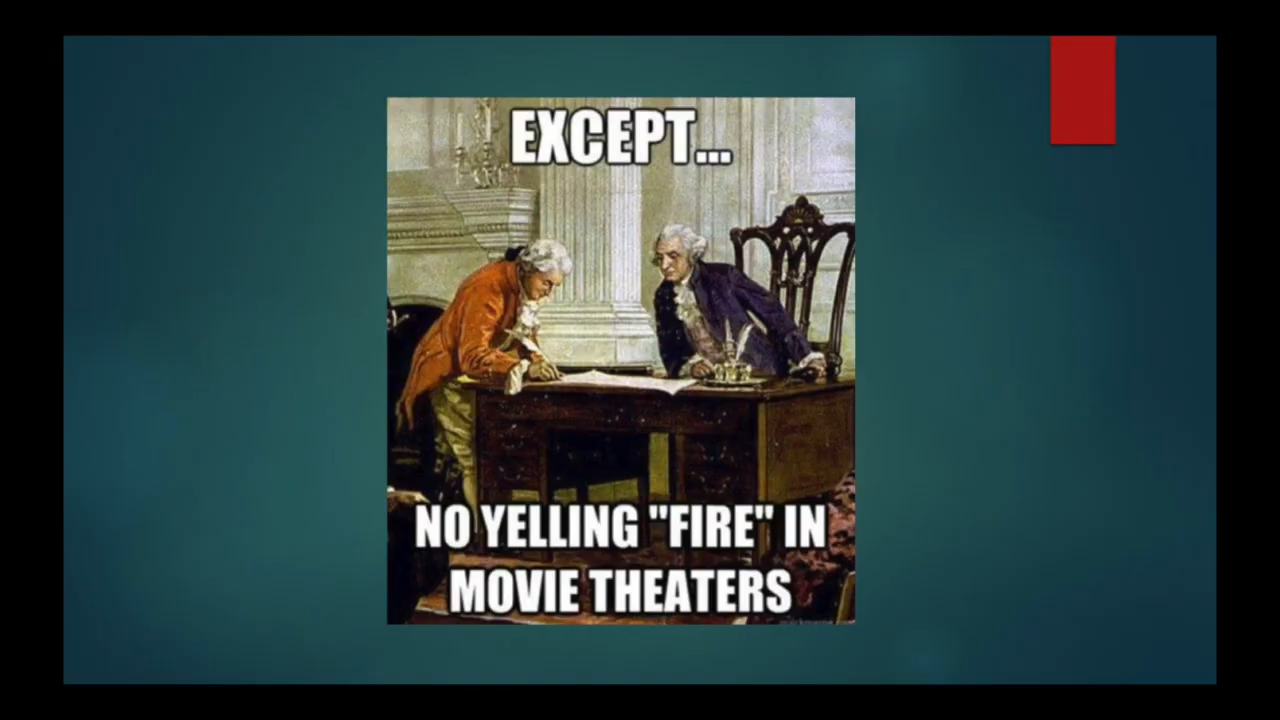 EXCEPT...
NO YELLING "FIRE" IN
MOVIE THEATERS